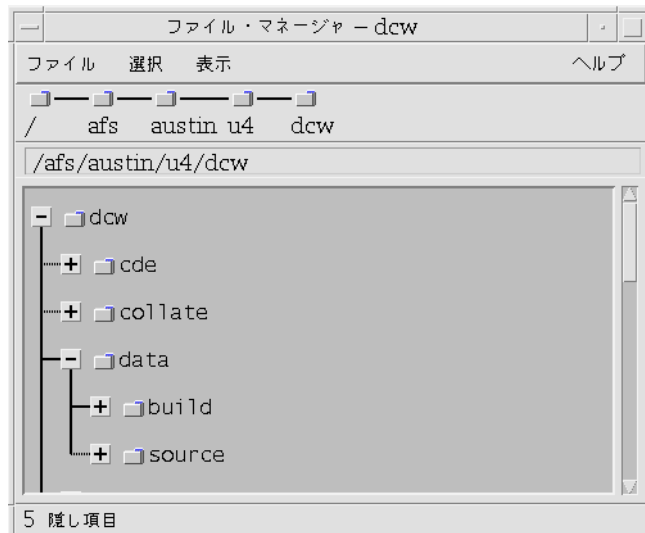 ファイル・マネージャ – dcw
ファイル 選択 表示 ヘルプ
/ afs austin u4 dcw
/afs/austin/u4/dcw
dcw
cde
collate
data
build
source
5 隠し項目